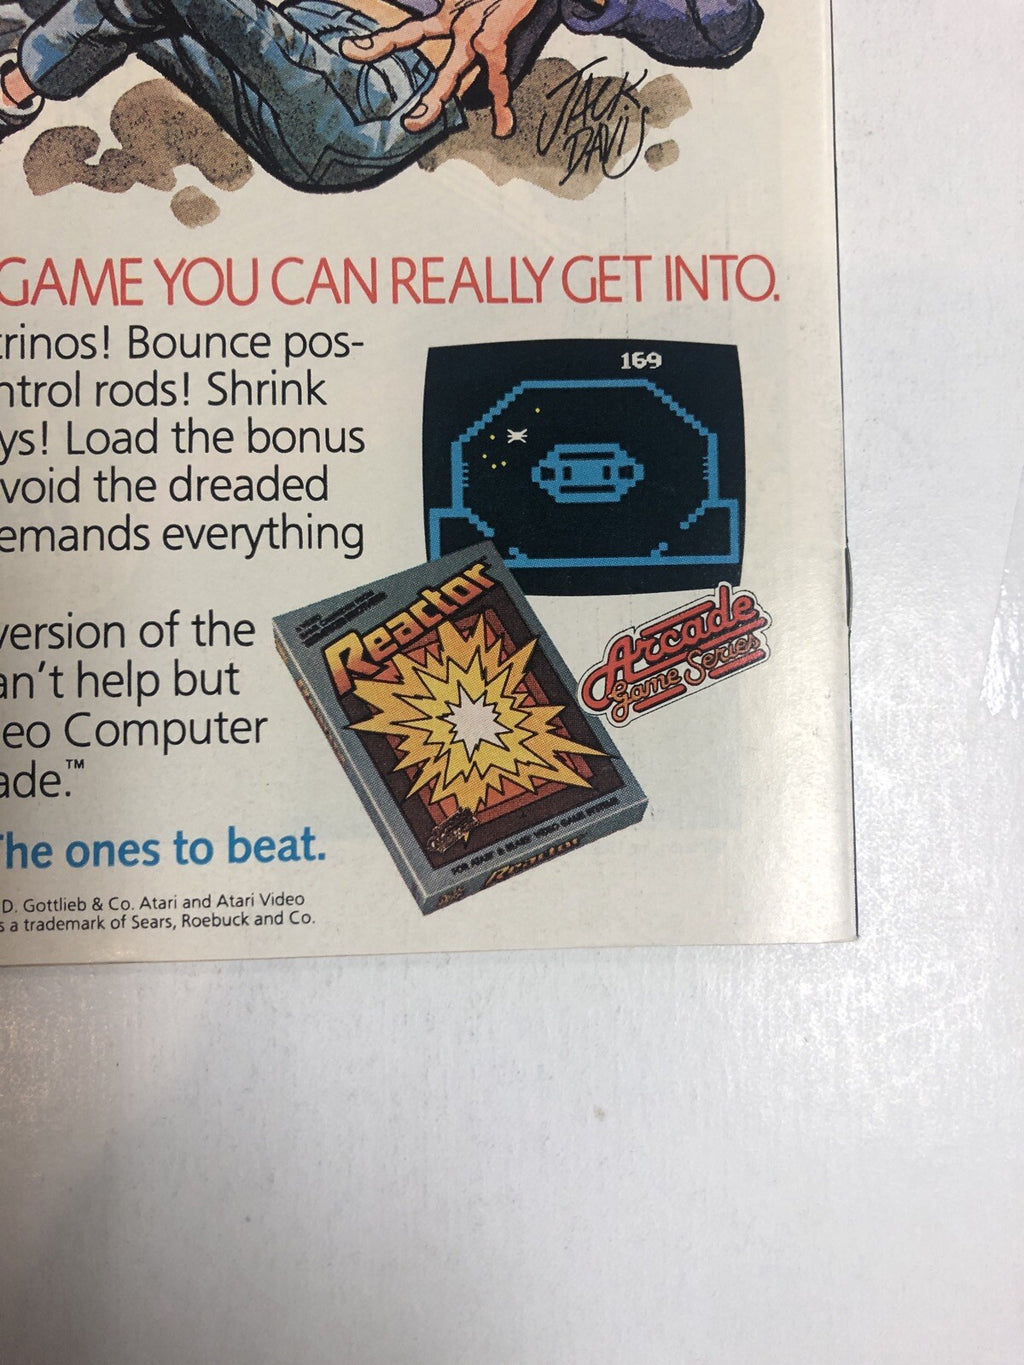 JACK
DAVIS
GAME YOU CAN REALLY GET INTO.
trinos! Bounce pos-
ntrol rods! Shrink
ys! Load the bonus
void the dreaded
emands everything
version of the
an't help but
eo Computer
ade.™
The ones to beat.
D. Gottlieb & Co. Atari and Atari Video
s a trademark of Sears, Roebuck and Co.
169
Reactor
Arcade
Game Series